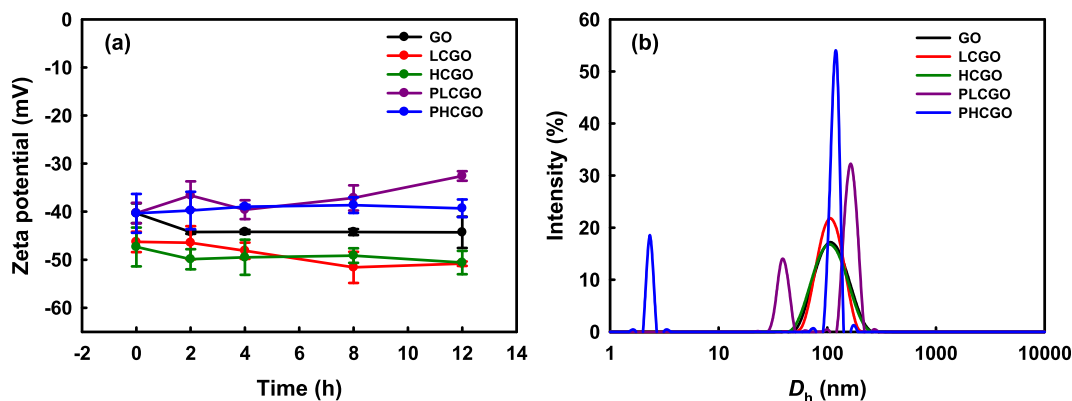 (a)
GO
LCGO
HCGO
PLCGO
PHCGO
Zeta potential (mV)
0
-10
-20
-30
-40
-50
-60
-2 0 2 4 6 8 10 12 14
Time (h)
(b)
GO
LCGO
HCGO
PLCGO
PHCGO
Intensity (%)
60
50
40
30
20
10
0
1 10 100 1000 10000
Dh (nm)